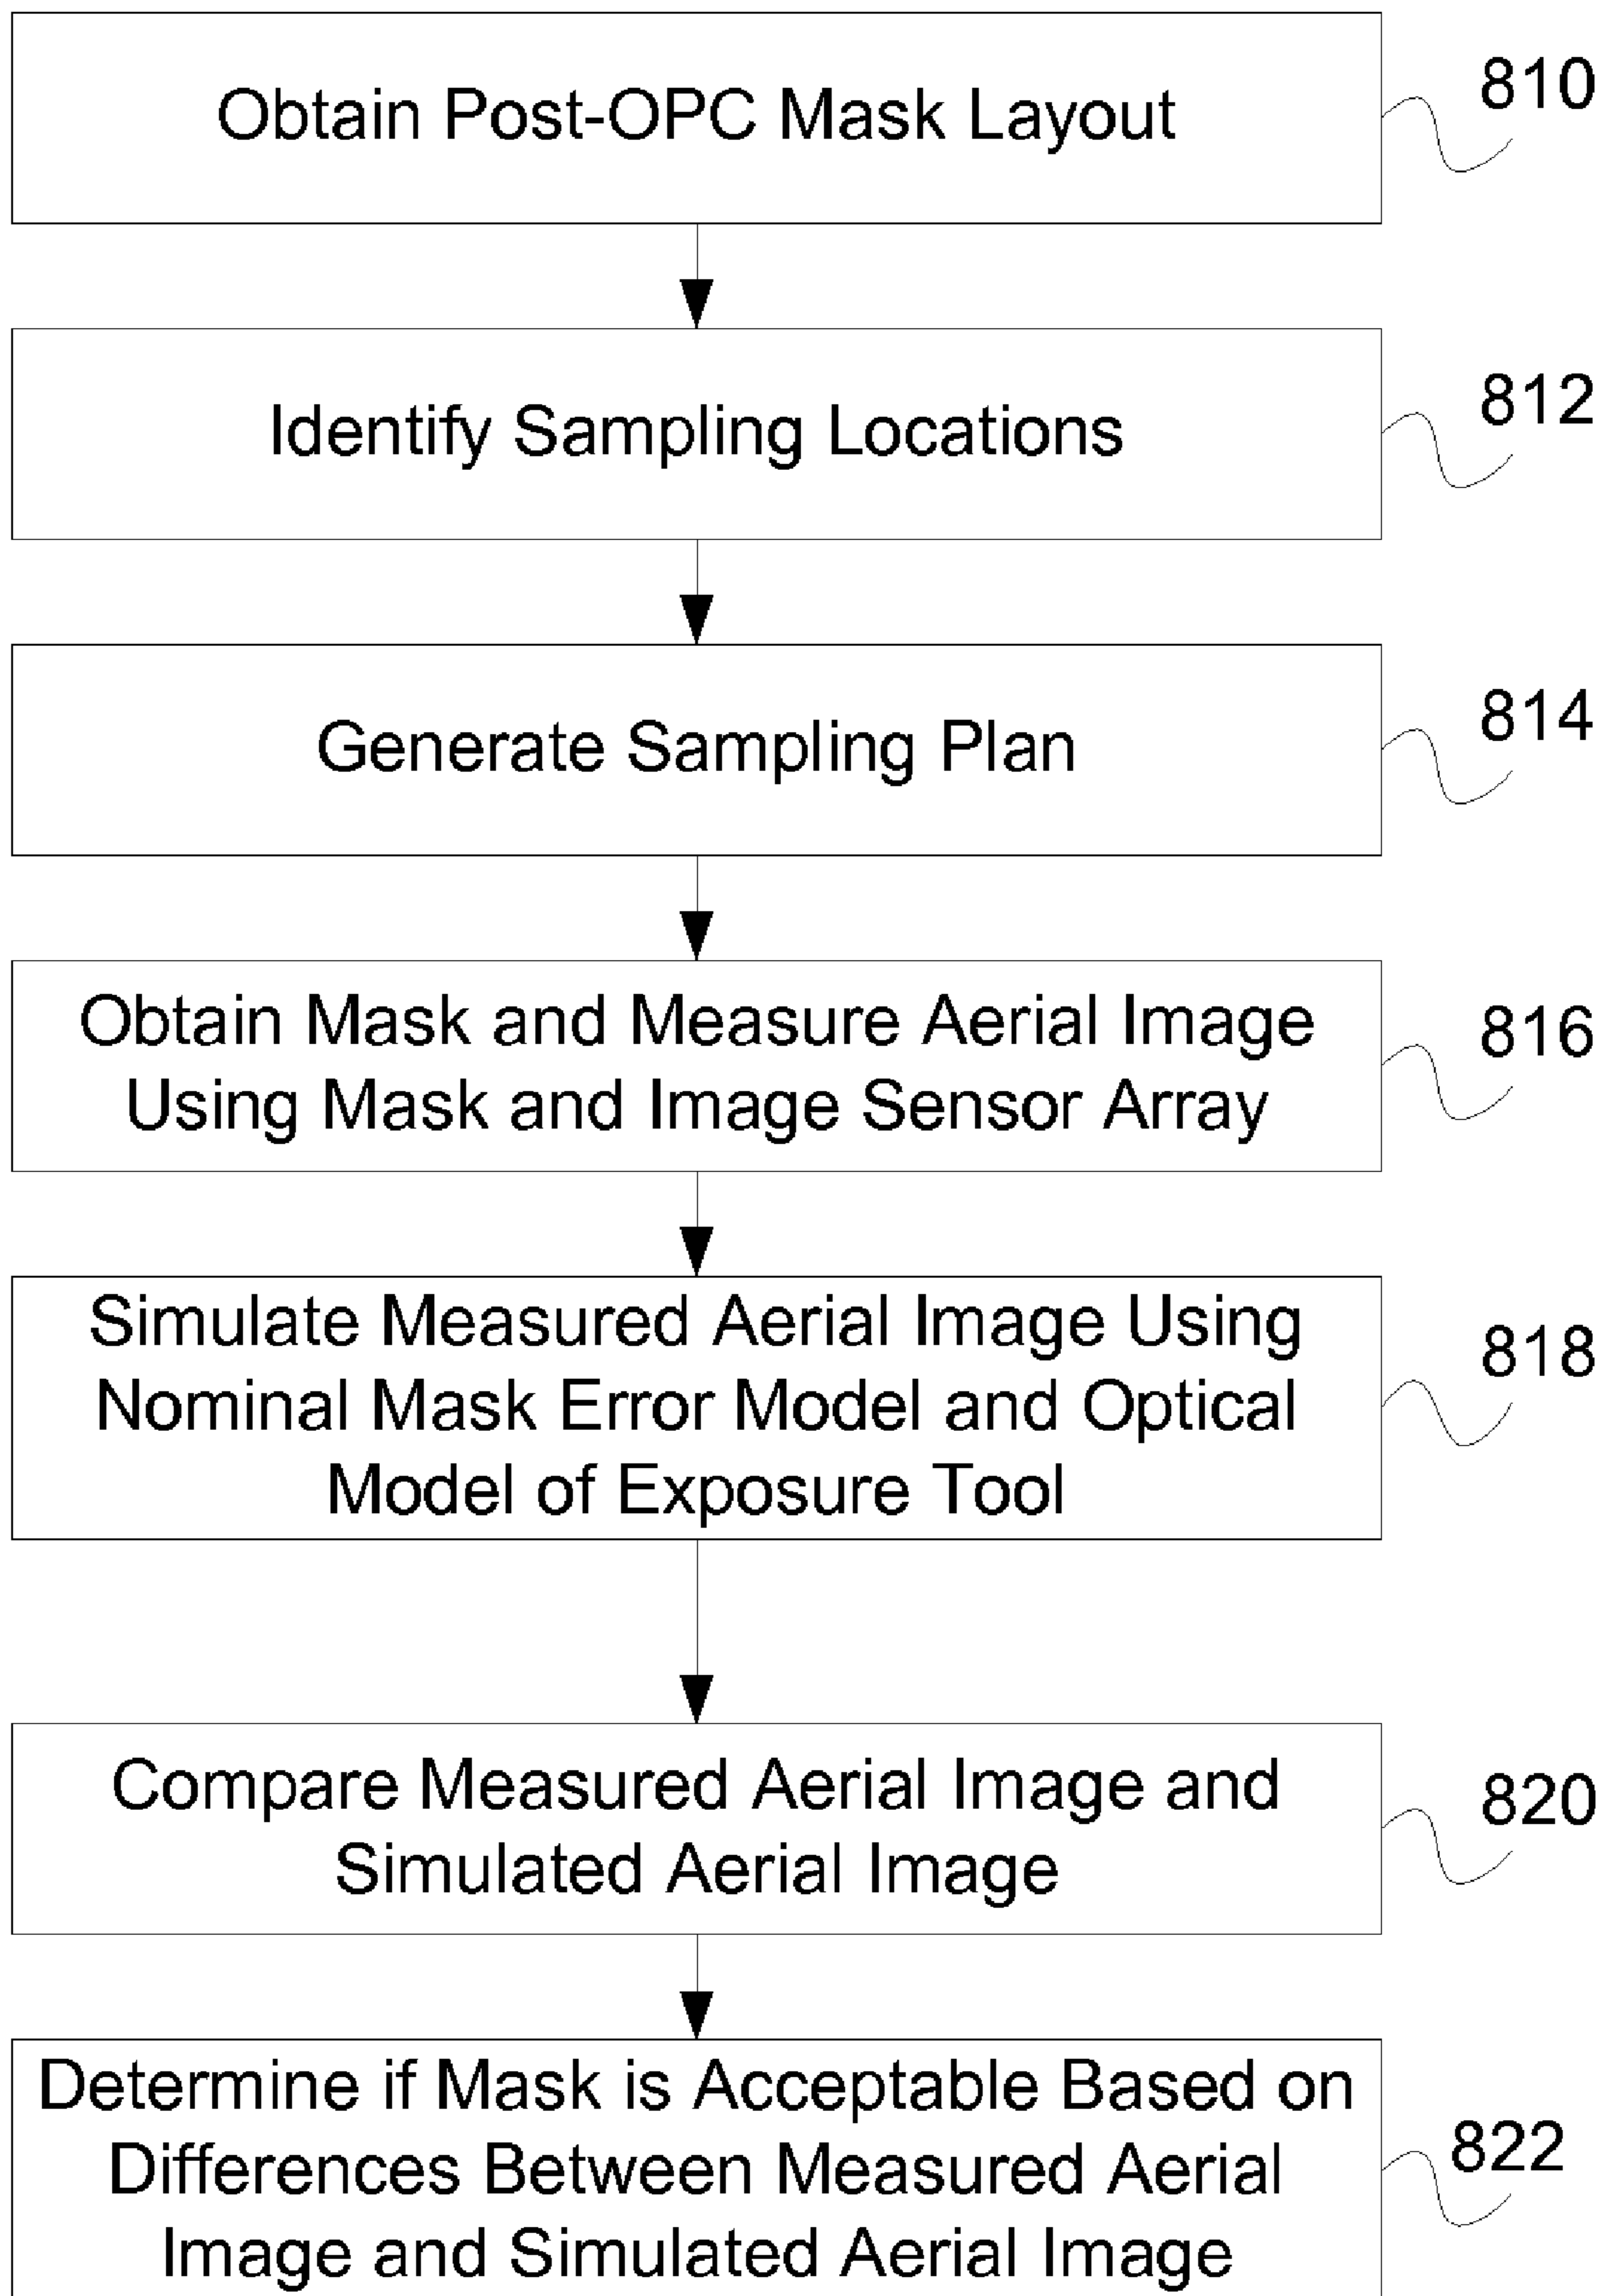 Obtain Post-OPC Mask Layout
810
Identify Sampling Locations
812
Generate Sampling Plan
814
Obtain Mask and Measure Aerial Image
Using Mask and Image Sensor Array
816
Simulate Measured Aerial Image Using
Nominal Mask Error Model and Optical
Model of Exposure Tool
818
Compare Measured Aerial Image and
Simulated Aerial Image
820
Determine if Mask is Acceptable Based on
Differences Between Measured Aerial
Image and Simulated Aerial Image
822